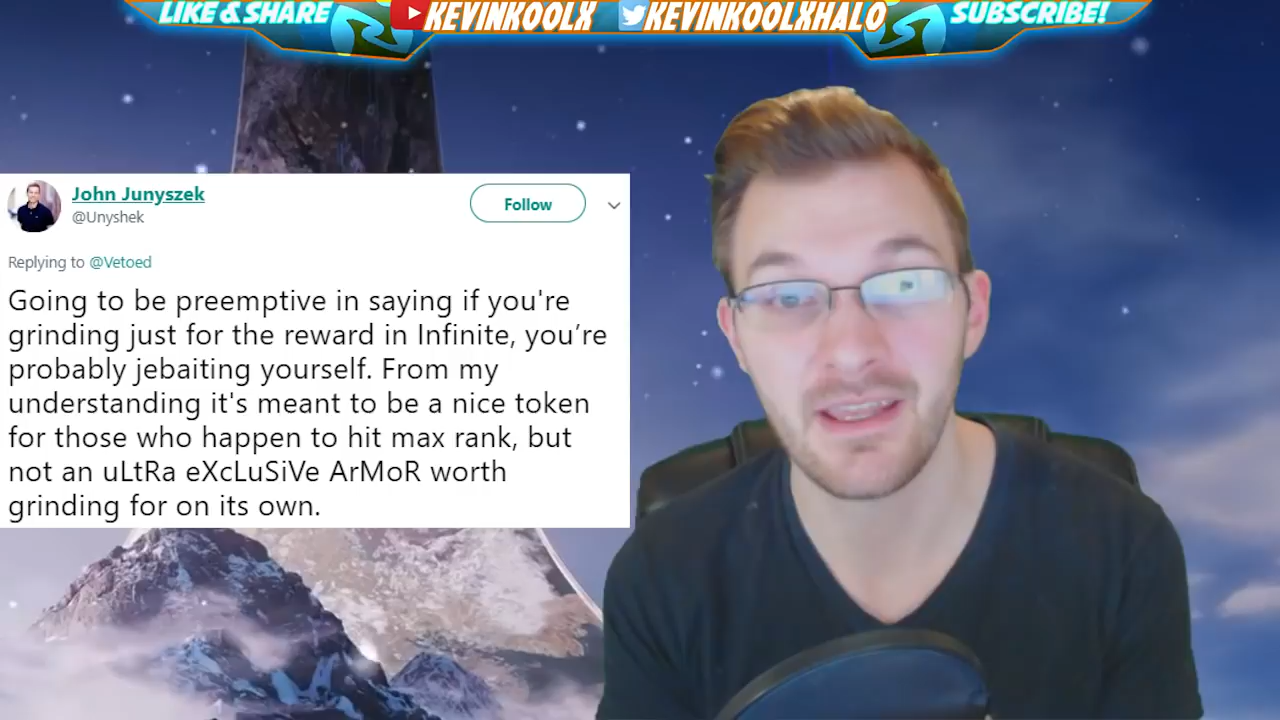 LIKE & SHARE KEVINKOOLX KEVINKOOLXHALO SUBSCRIBE!
John Junyszek
@Unyshek
Follow
Replying to @Vetoed
Going to be preemptive in saying if you're
grinding just for the reward in Infinite, you’re
probably jebaiting yourself. From my
understanding it's meant to be a nice token
for those who happen to hit max rank, but
not an uLtRa eXcLuSiVe ArMoR worth
grinding for on its own.